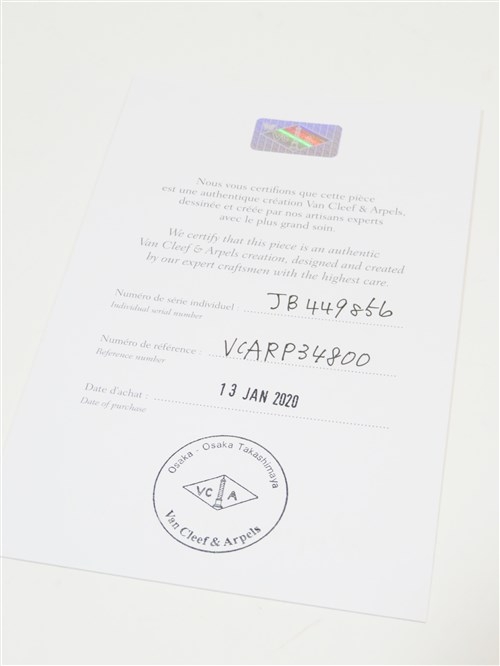 Nous vous certifions que cette pièce
est une authentique création Van Cleef & Arpels,
dessinée et créée par nos artisans experts
avec le plus grand soin.
We certify that this piece is an authentic
Van Cleef & Arpels creation, designed and created
by our expert craftsmen with the highest care.
Numéro de série individuel : JB449856
Individual serial number
Numéro de référence : VCARP34800
Reference number
Date d'achat : 13 JAN 2020
Date of purchase
Osaka - Osaka Takashimaya
VC A
Van Cleef & Arpels